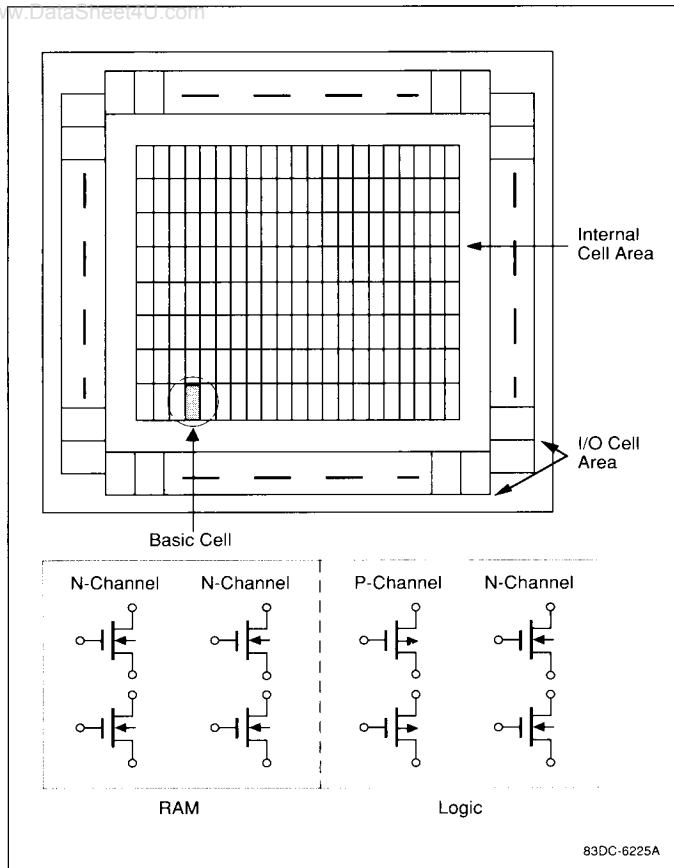 www.DataSheet4U.com
Internal
Cell Area
I/O Cell
Area
Basic Cell
N-Channel N-Channel P-Channel N-Channel
RAM Logic
83DC-6225A